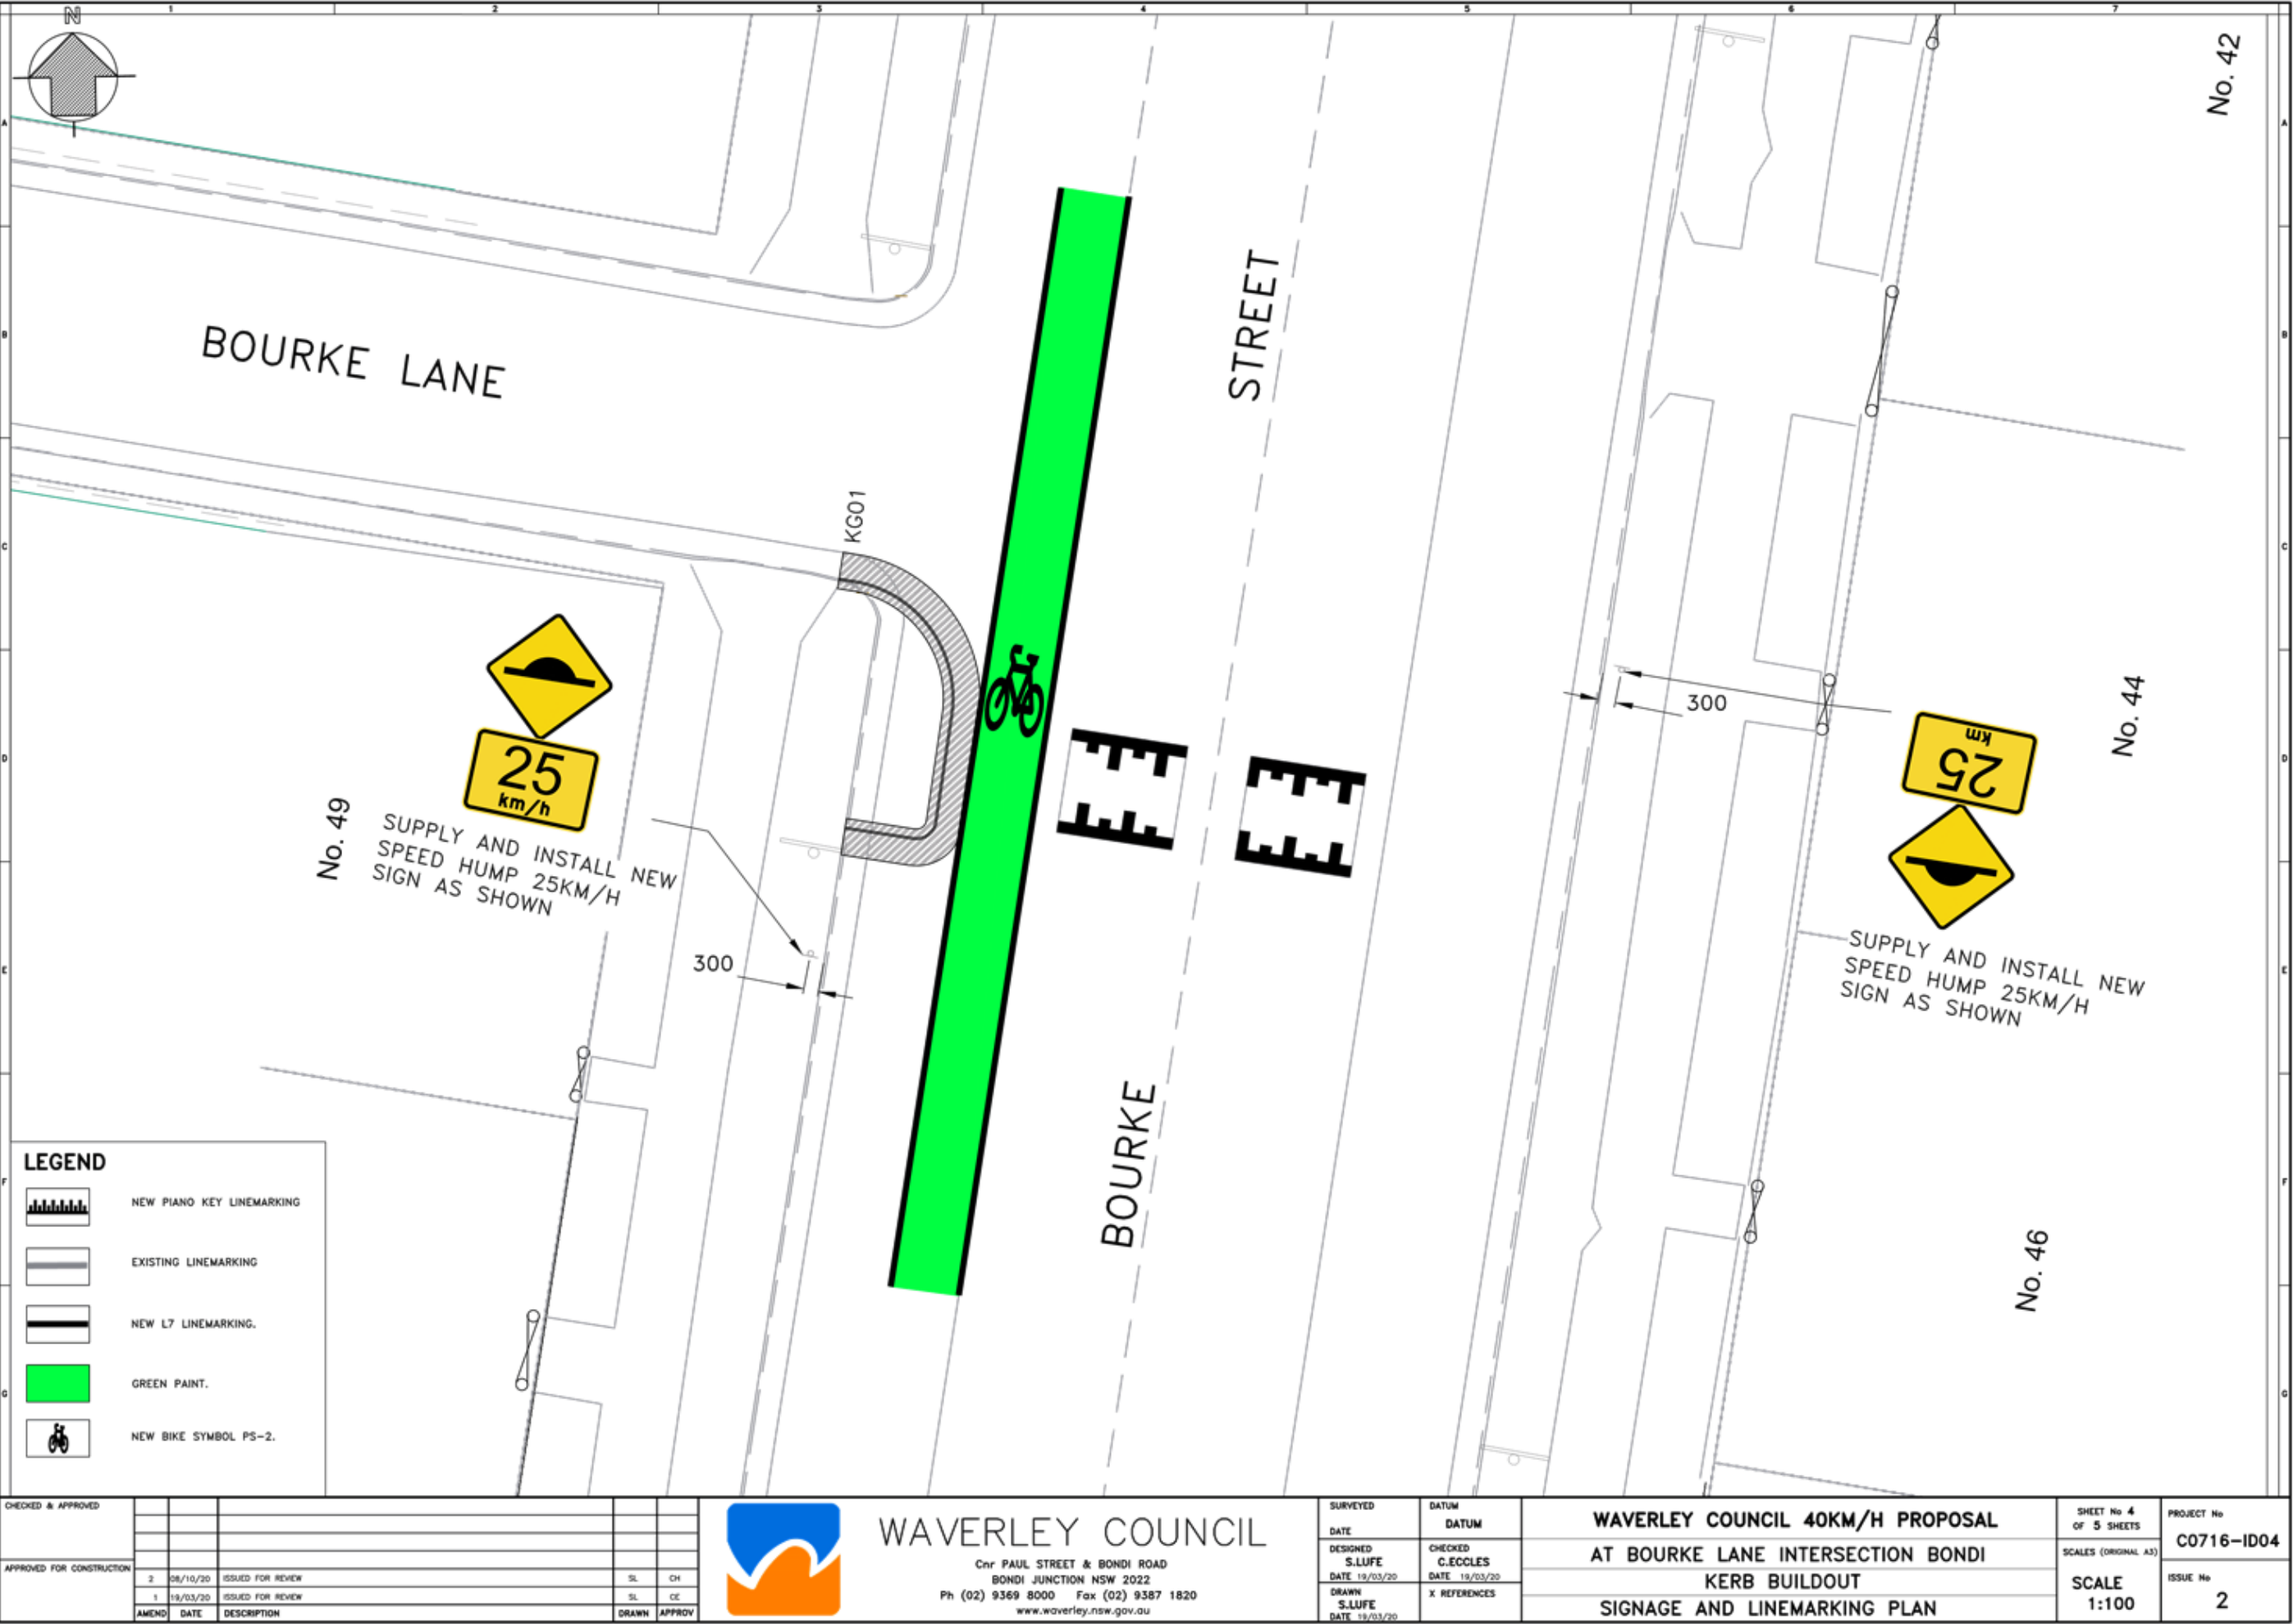 1 2 3 4 5 6 7
N
A
B
C
D
E
F
G
A
B
C
D
E
F
G
No. 42
BOURKE LANE
STREET
KG01
25
km/h
No. 49
SUPPLY AND INSTALL NEW
SPEED HUMP 25KM/H
SIGN AS SHOWN
300
300
25
km
No. 44
SUPPLY AND INSTALL NEW
SPEED HUMP 25KM/H
SIGN AS SHOWN
BOURKE
No. 46
LEGEND
NEW PIANO KEY LINEMARKING
EXISTING LINEMARKING
NEW L7 LINEMARKING.
GREEN PAINT.
NEW BIKE SYMBOL PS-2.
CHECKED & APPROVED
APPROVED FOR CONSTRUCTION
2 08/10/20 ISSUED FOR REVIEW SL CH
1 19/03/20 ISSUED FOR REVIEW SL CE
AMEND DATE DESCRIPTION DRAWN APPROV
WAVERLEY COUNCIL
Cnr PAUL STREET & BONDI ROAD
BONDI JUNCTION NSW 2022
Ph (02) 9369 8000 Fax (02) 9387 1820
www.waverley.nsw.gov.au
SURVEYED
DATE
DESIGNED
S.LUFE
DATE 19/03/20
DRAWN
S.LUFE
DATE 19/03/20
DATUM
DATUM
CHECKED
C.ECCLES
DATE 19/03/20
X REFERENCES
WAVERLEY COUNCIL 40KM/H PROPOSAL
AT BOURKE LANE INTERSECTION BONDI
KERB BUILDOUT
SIGNAGE AND LINEMARKING PLAN
SHEET No 4
OF 5 SHEETS
SCALES (ORIGINAL A3)
SCALE
1:100
PROJECT No
C0716-ID04
ISSUE No
2